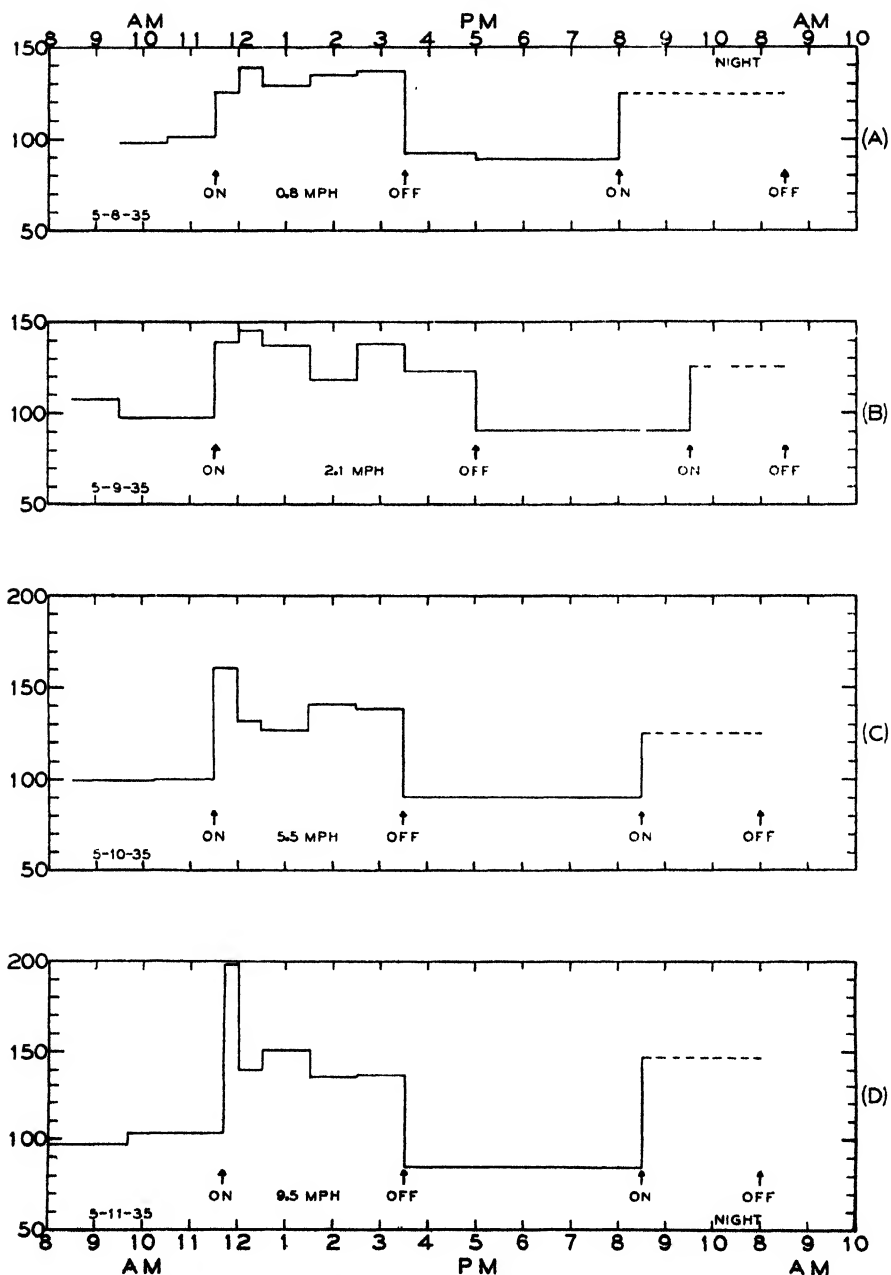 AM PM AM
8 9 10 11 12 1 2 3 4 5 6 7 8 9 10 8 9 10
NIGHT
150
100
50
(A)
ON 0.8 MPH OFF ON OFF
5-8-35
150
100
50
(B)
ON 2.1 MPH OFF ON OFF
5-9-35
200
150
100
50
(C)
ON 5.5 MPH OFF ON OFF
5-10-35
200
150
100
50
(D)
ON 9.5 MPH OFF ON OFF
5-11-35 NIGHT
8 9 10 11 12 1 2 3 4 5 6 7 8 9 10 8 9 10
AM PM AM